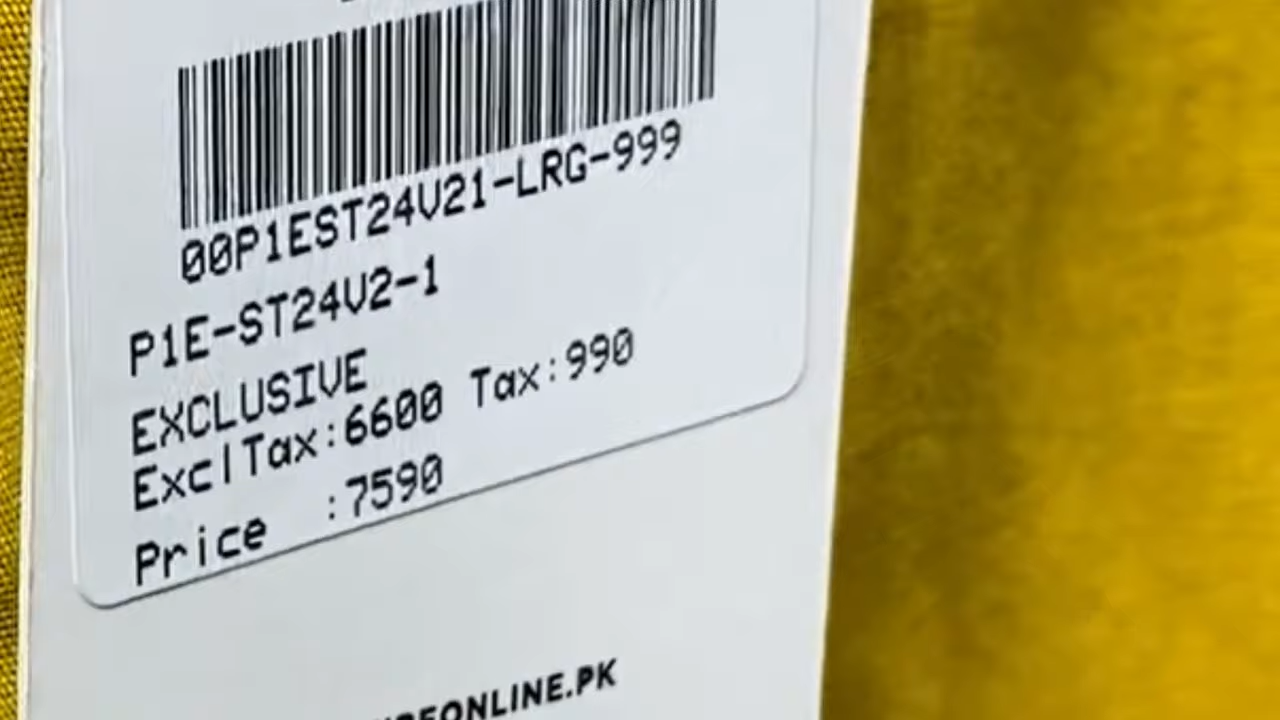 00P1EST24V21-LRG-999
P1E-ST24V2-1
EXCLUSIVE
ExclTax:6600 Tax:990
Price :7590